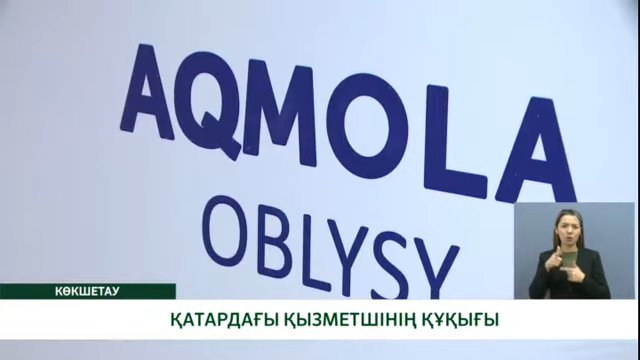 AQMOLA
OBLYSY
КӨКШЕТАУ
ҚАТАРДАҒЫ ҚЫЗМЕТШІНІҢ ҚҰҚЫҒЫ